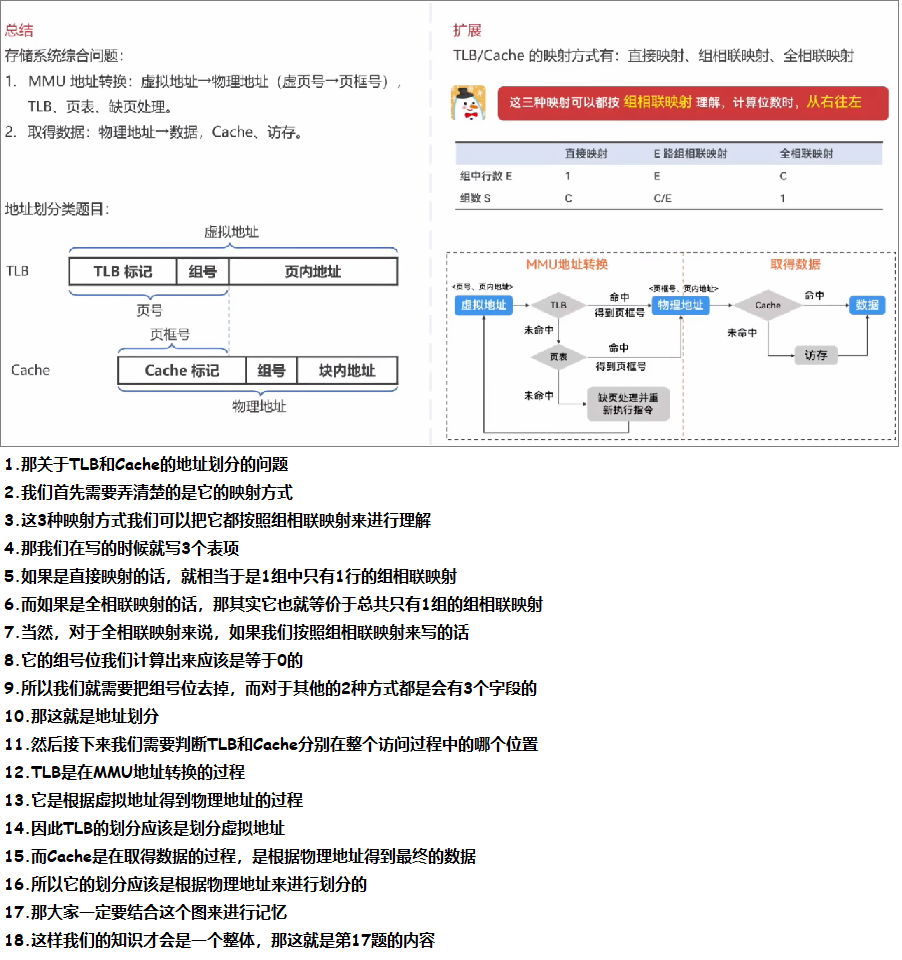 总结
存储系统综合问题：
1. MMU 地址转换：虚拟地址→物理地址（虚页号→页框号），
TLB、页表、缺页处理。
2. 取得数据：物理地址→数据，Cache、访存。
地址划分类题目：
虚拟地址
TLB
TLB 标记
组号
页内地址
页号
页框号
Cache
Cache 标记
组号
块内地址
物理地址
扩展
TLB/Cache 的映射方式有：直接映射、组相联映射、全相联映射
这三种映射可以都按 组相联映射 理解，计算位数时，从右往左
直接映射 E 路组相联映射 全相联映射
组中行数 E 1 E C
组数 S C C/E 1
MMU地址转换
取得数据
<页号、页内地址>
虚拟地址
TLB
命中
得到页框号
<页框号、页内地址>
物理地址
Cache
命中
数据
未命中
未命中
访存
页表
命中
得到页框号
未命中
缺页处理并重
新执行指令
1.那关于TLB和Cache的地址划分的问题
2.我们首先需要弄清楚的是它的映射方式
3.这3种映射方式我们可以把它都按照组相联映射来进行理解
4.那我们在写的时候就写3个表项
5.如果是直接映射的话，就相当于是1组中只有1行的组相联映射
6.而如果是全相联映射的话，那其实它也就等价于总共只有1组的组相联映射
7.当然，对于全相联映射来说，如果我们按照组相联映射来写的话
8.它的组号位我们计算出来应该是等于0的
9.所以我们就需要把组号位去掉，而对于其他的2种方式都是会有3个字段的
10.那这就是地址划分
11.然后接下来我们需要判断TLB和Cache分别在整个访问过程中的哪个位置
12.TLB是在MMU地址转换的过程
13.它是根据虚拟地址得到物理地址的过程
14.因此TLB的划分应该是划分虚拟地址
15.而Cache是在取得数据的过程，是根据物理地址得到最终的数据
16.所以它的划分应该是根据物理地址来进行划分的
17.那大家一定要结合这个图来进行记忆
18.这样我们的知识才会是一个整体，那这就是第17题的内容